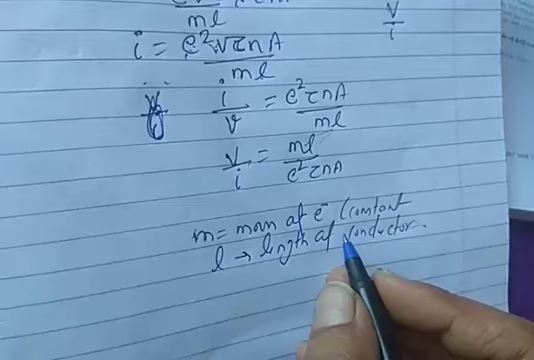 ml
V/i
i = e²VτnA/ml
i/V = e²τnA/ml
V/i = ml/e²τnA
m = mass of e⁻ (constant
l → length of conductor.